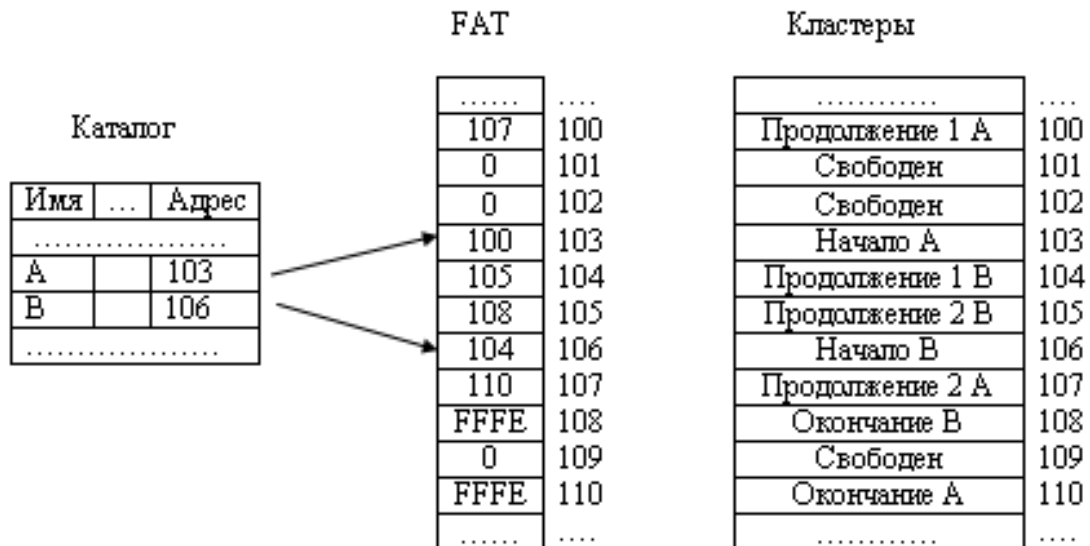 FAT Кластеры
Каталог
Имя ... Адрес
...................
A 103
B 106
...................
...... ....
107 100
0 101
0 102
100 103
105 104
108 105
104 106
110 107
FFFE 108
0 109
FFFE 110
...... ....
............ ....
Продолжение 1 A 100
Свободен 101
Свободен 102
Начало A 103
Продолжение 1 B 104
Продолжение 2 B 105
Начало B 106
Продолжение 2 A 107
Окончание B 108
Свободен 109
Окончание A 110
............ ....